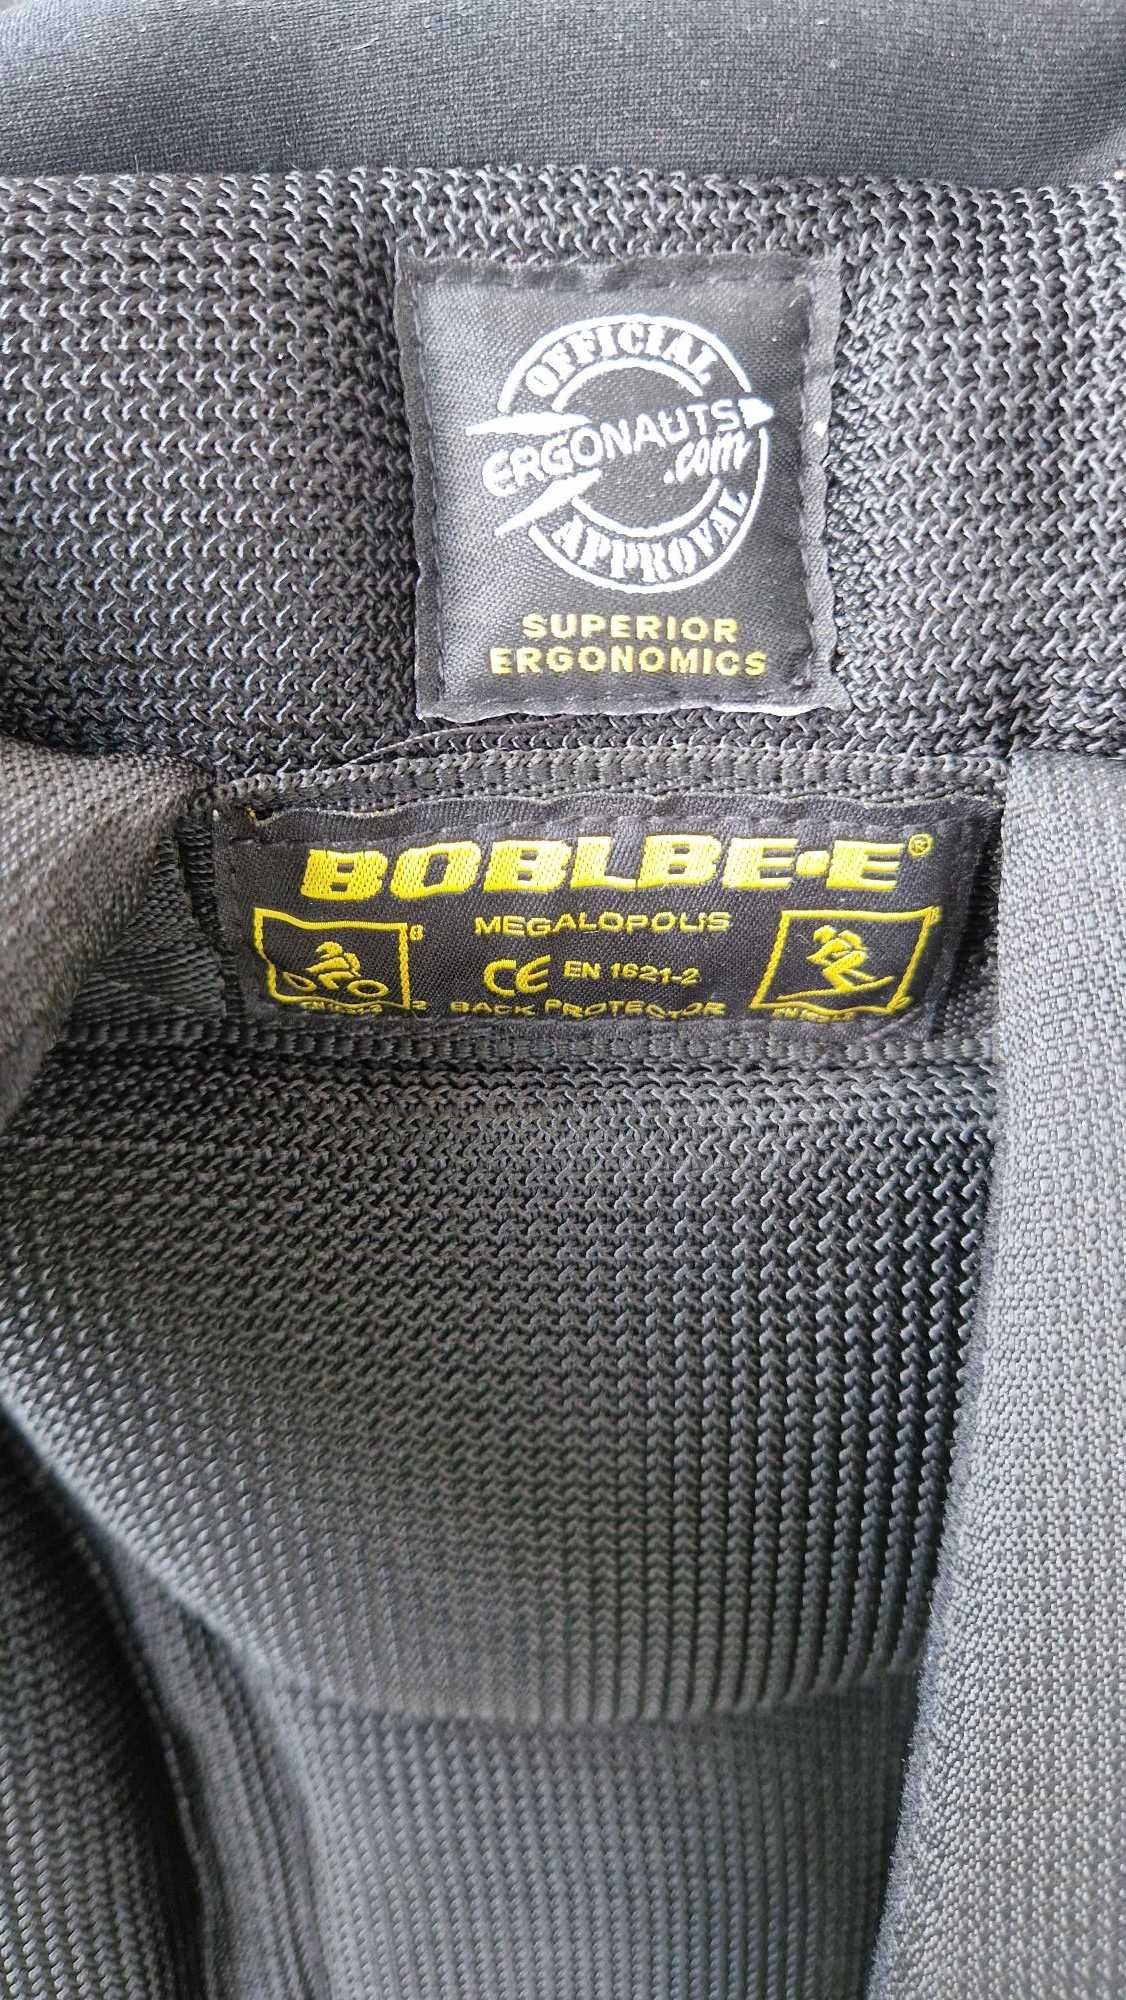 OFFICIAL
ERGONAUTS
.com
APPROVAL
SUPERIOR
ERGONOMICS
BOBLBE-E®
MEGALOPOLIS
CE EN 1621-2
BACK PROTECTOR